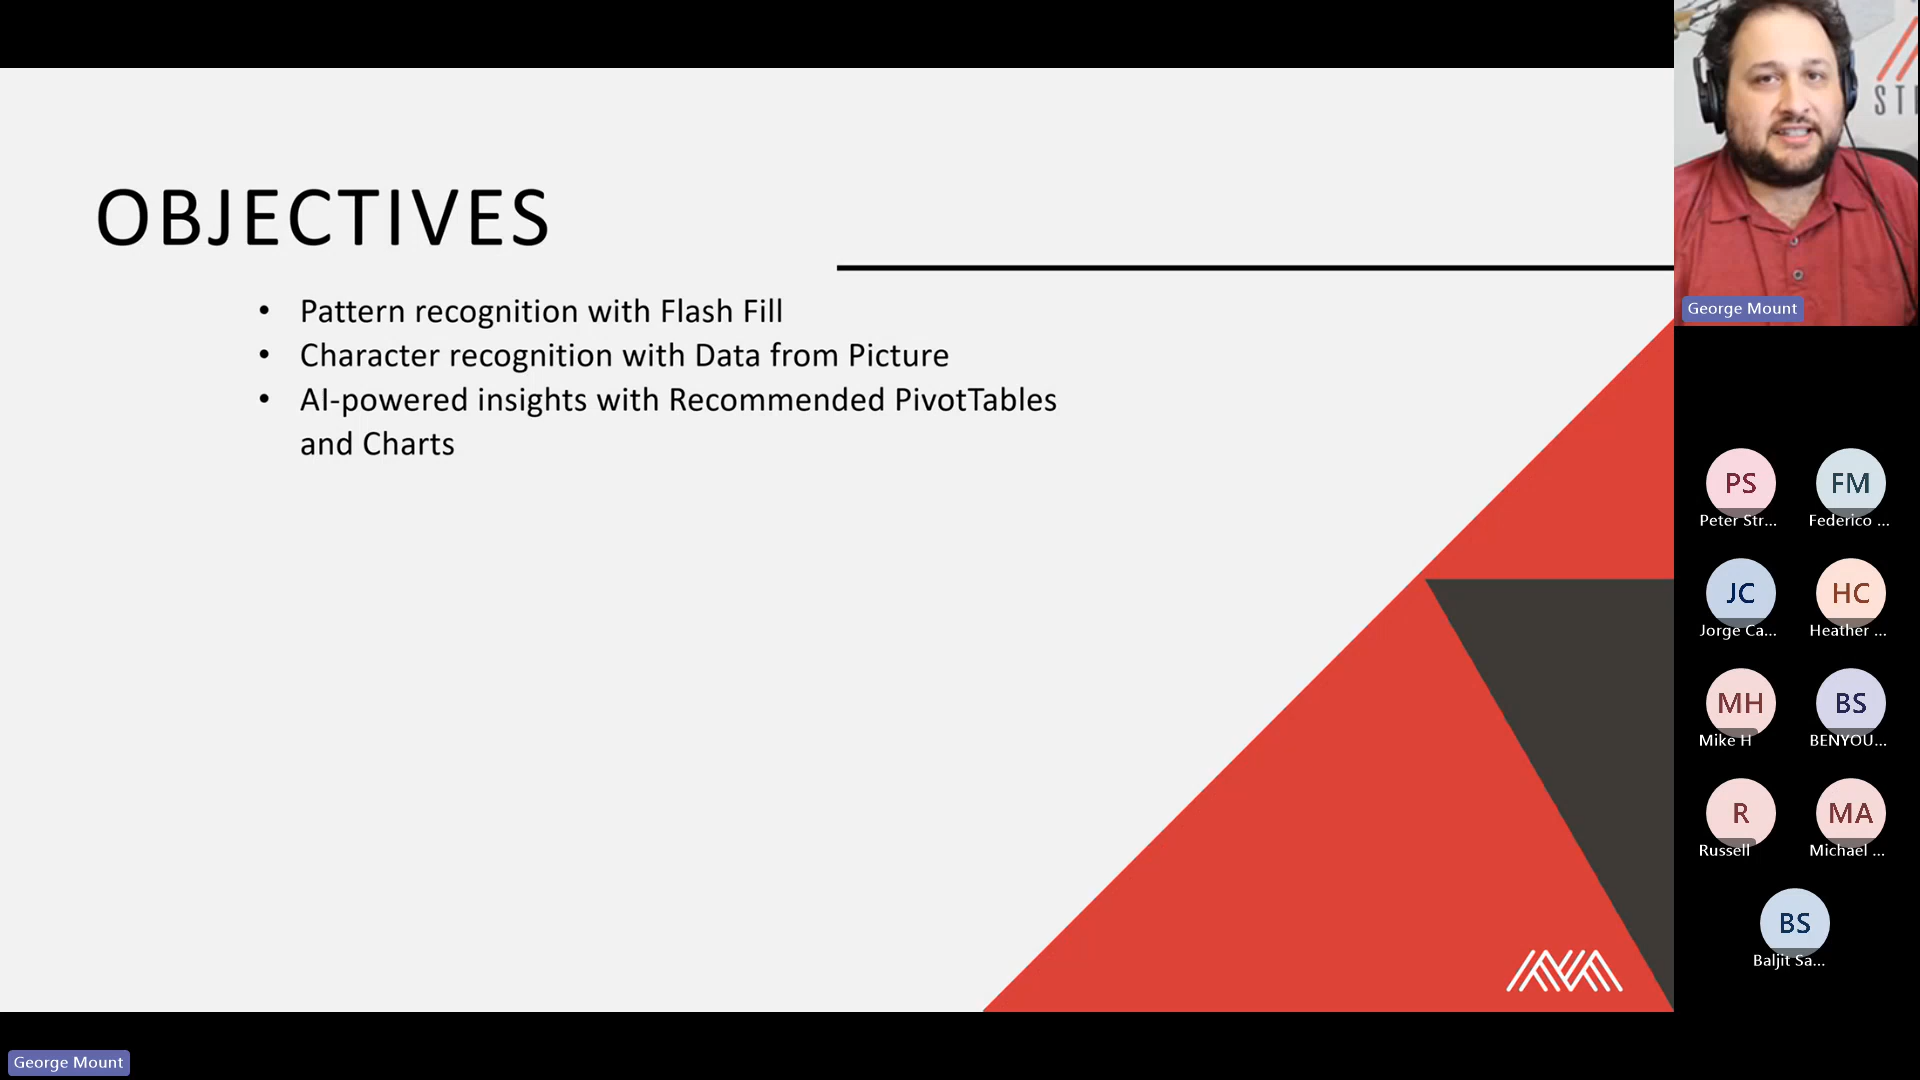 OBJECTIVES
• Pattern recognition with Flash Fill
• Character recognition with Data from Picture
• AI-powered insights with Recommended PivotTables
and Charts
George Mount
PS
FM
Peter Str...
Federico ...
JC
HC
Jorge Ca...
Heather ...
MH
BS
Mike H
BENYOU...
R
MA
Russell
Michael ...
BS
Baljit Sa...
George Mount